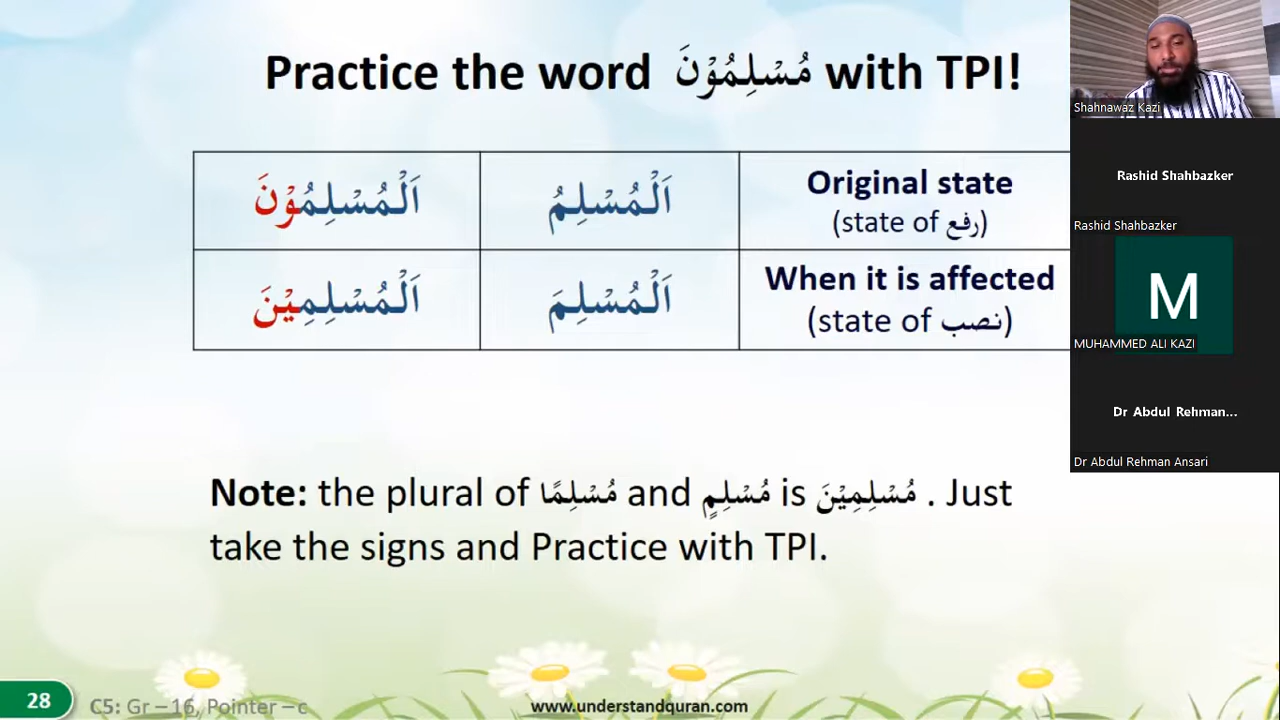 Practice the word مُسْلِمُوْنَ with TPI!
اَلْمُسْلِمُوْنَ اَلْمُسْلِمُ Original state
(state of رفع)
اَلْمُسْلِمِيْنَ اَلْمُسْلِمَ When it is affected
(state of نصب)
Note: the plural of مُسْلِمًا and مُسْلِمٍ is مُسْلِمِيْنَ . Just
take the signs and Practice with TPI.
28
C5: Gr – 16, Pointer – c
www.understandquran.com
Shahnawaz Kazi
Rashid Shahbazker
Rashid Shahbazker
M
MUHAMMED ALI KAZI
Dr Abdul Rehman...
Dr Abdul Rehman Ansari